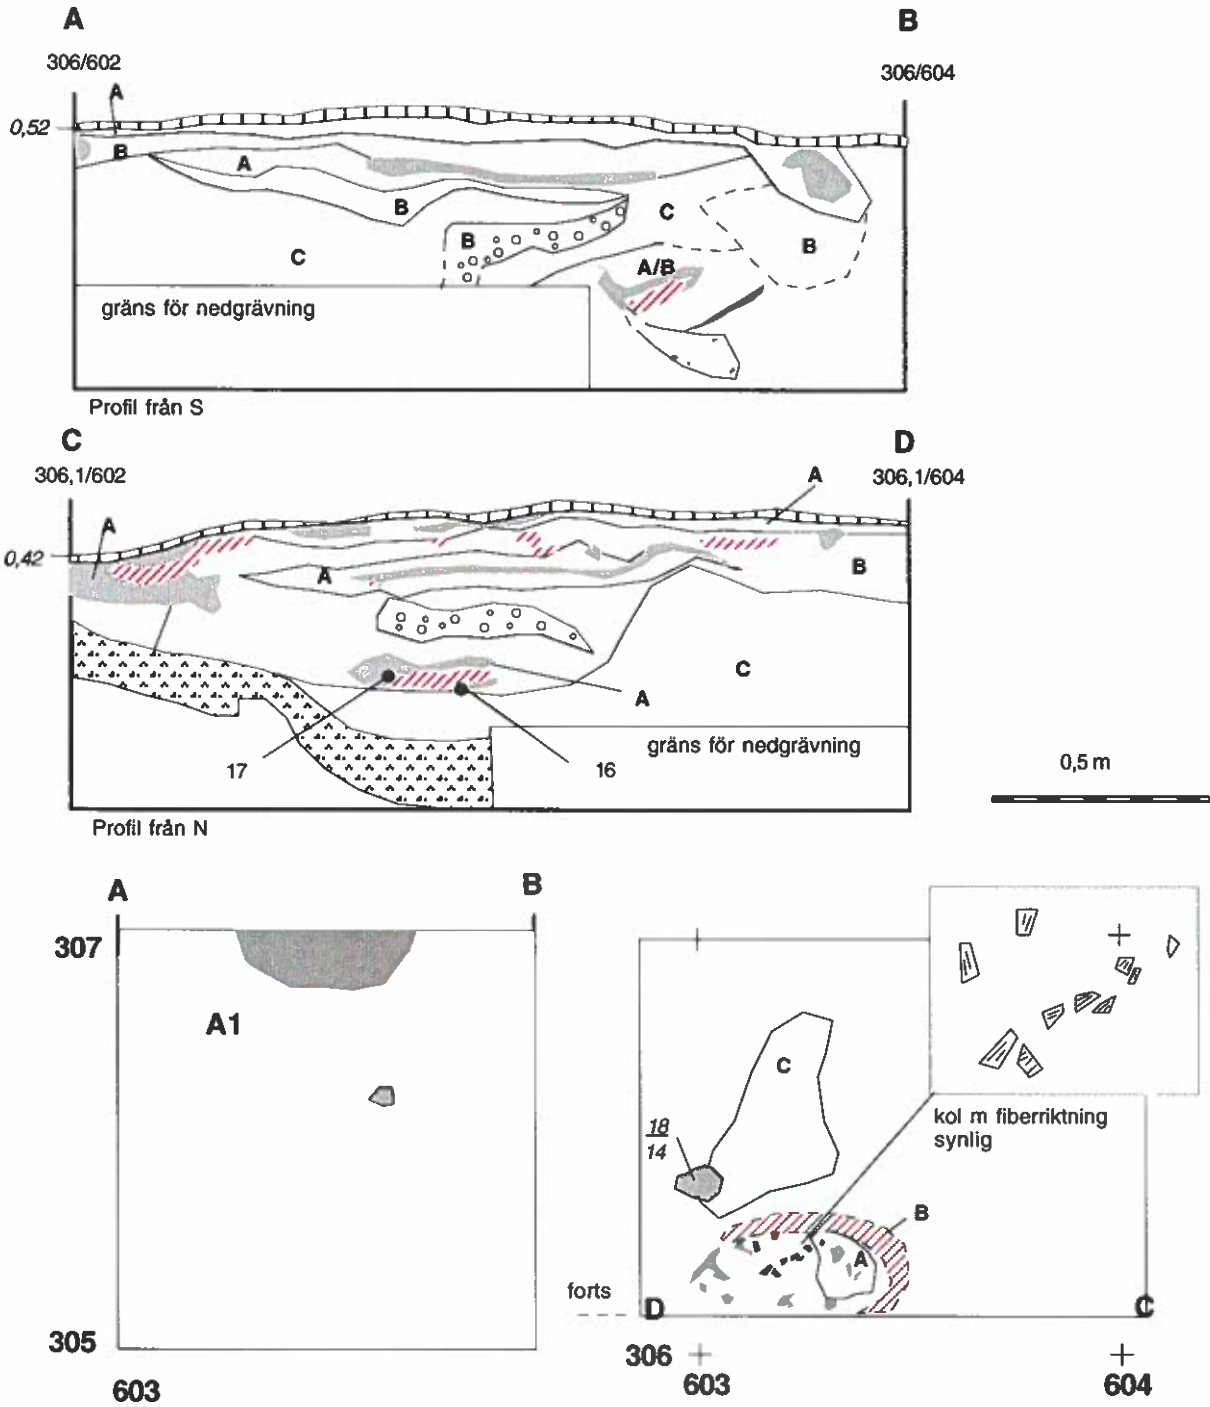 A
B
306/602
306/604
A
0,52
B
A
B
C
B
C
B
A/B
gräns för nedgrävning
Profil från S
C
D
306,1/602
A
306,1/604
A
0,42
A
B
C
A
17
16
gräns för nedgrävning
0,5 m
Profil från N
A
B
307
A1
305
603
C
18
14
kol m fiberriktning
synlig
B
A
forts
D
C
306
603
604